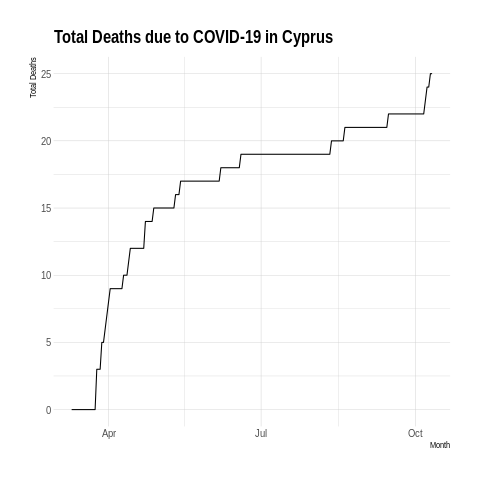 Total Deaths due to COVID-19 in Cyprus
Total Deaths
25
20
15
10
5
0
Apr
Jul
Oct
Month